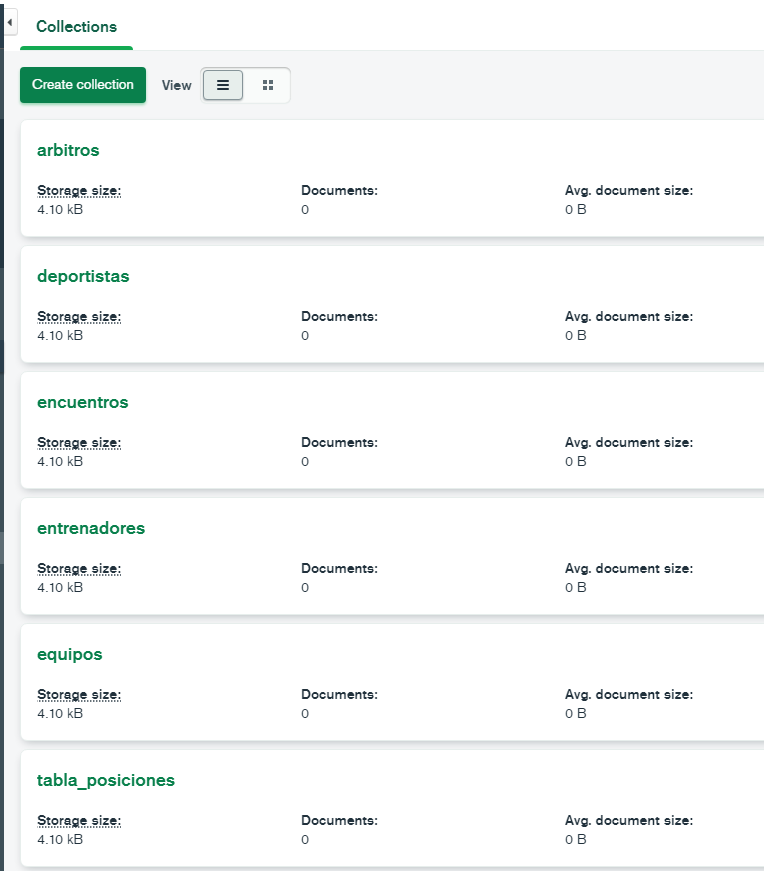 Collections
Create collection View
arbitros
Storage size: Documents: Avg. document size:
4.10 kB 0 0 B
deportistas
Storage size: Documents: Avg. document size:
4.10 kB 0 0 B
encuentros
Storage size: Documents: Avg. document size:
4.10 kB 0 0 B
entrenadores
Storage size: Documents: Avg. document size:
4.10 kB 0 0 B
equipos
Storage size: Documents: Avg. document size:
4.10 kB 0 0 B
tabla_posiciones
Storage size: Documents: Avg. document size:
4.10 kB 0 0 B